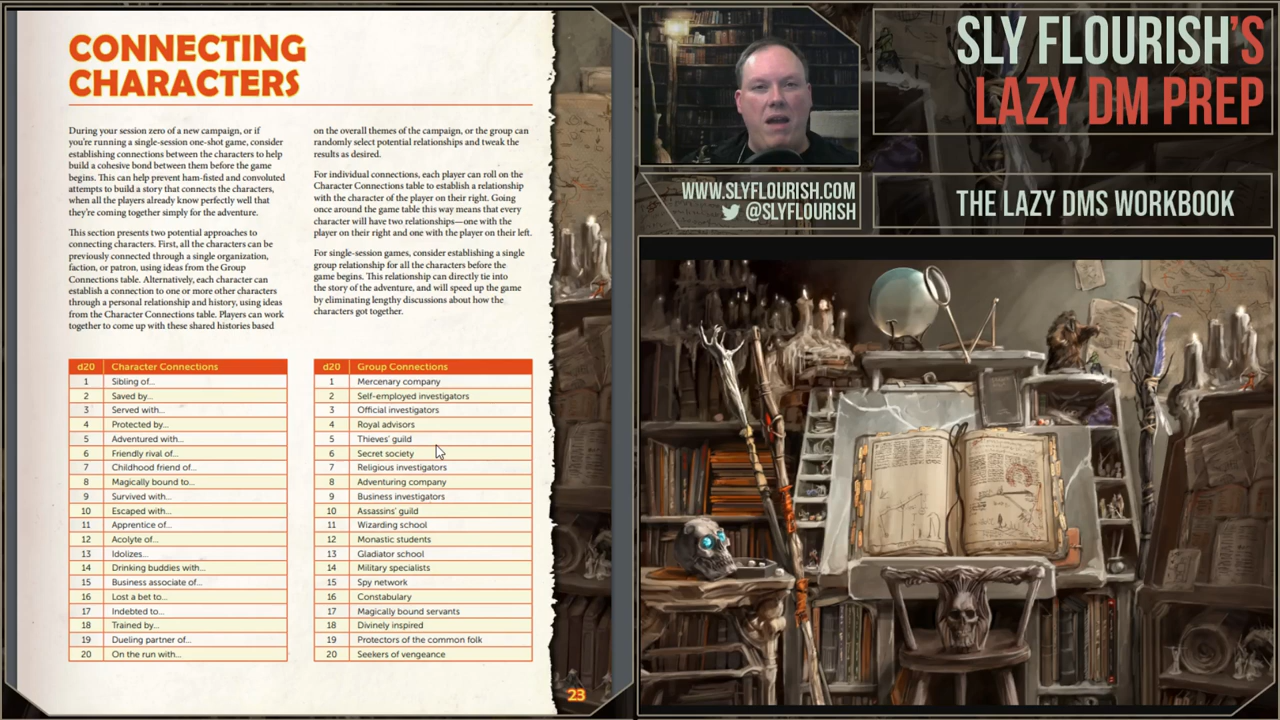 CONNECTING
CHARACTERS
During your session zero of a new campaign, or if
you're running a single-session one-shot game, consider
establishing connections between the characters to help
build a cohesive bond between them before the game
begins. This can help prevent ham-fisted and convoluted
attempts to build a story that connects the characters,
when all the players already know perfectly well that
they're coming together simply for the adventure.
This section presents two potential approaches to
connecting characters. First, all the characters can be
previously connected through a single organization,
faction, or patron, using ideas from the Group
Connections table. Alternatively, each character can
establish a connection to one or more other characters
through a personal relationship and history, using ideas
from the Character Connections table. Players can work
together to come up with these shared histories based
on the overall themes of the campaign, or the group can
randomly select potential relationships and tweak the
results as desired.
For individual connections, each player can roll on the
Character Connections table to establish a relationship
with the character of the player on their right. Going
once around the game table this way means that every
character will have two relationships—one with the
player on their right and one with the player on their left.
For single-session games, consider establishing a single
group relationship for all the characters before the
game begins. This relationship can directly tie into
the story of the adventure, and will speed up the game
by eliminating lengthy discussions about how the
characters got together.
d20 Character Connections
1 Sibling of...
2 Saved by...
3 Served with...
4 Protected by...
5 Adventured with...
6 Friendly rival of...
7 Childhood friend of...
8 Magically bound to...
9 Survived with...
10 Escaped with...
11 Apprentice of...
12 Acolyte of...
13 Idolizes...
14 Drinking buddies with...
15 Business associate of...
16 Lost a bet to...
17 Indebted to...
18 Trained by...
19 Dueling partner of...
20 On the run with...
d20 Group Connections
1 Mercenary company
2 Self-employed investigators
3 Official investigators
4 Royal advisors
5 Thieves' guild
6 Secret society
7 Religious investigators
8 Adventuring company
9 Business investigators
10 Assassins' guild
11 Wizarding school
12 Monastic students
13 Gladiator school
14 Military specialists
15 Spy network
16 Constabulary
17 Magically bound servants
18 Divinely inspired
19 Protectors of the common folk
20 Seekers of vengeance
23
SLY FLOURISH'S
LAZY DM PREP
WWW.SLYFLOURISH.COM
@SLYFLOURISH
THE LAZY DMS WORKBOOK